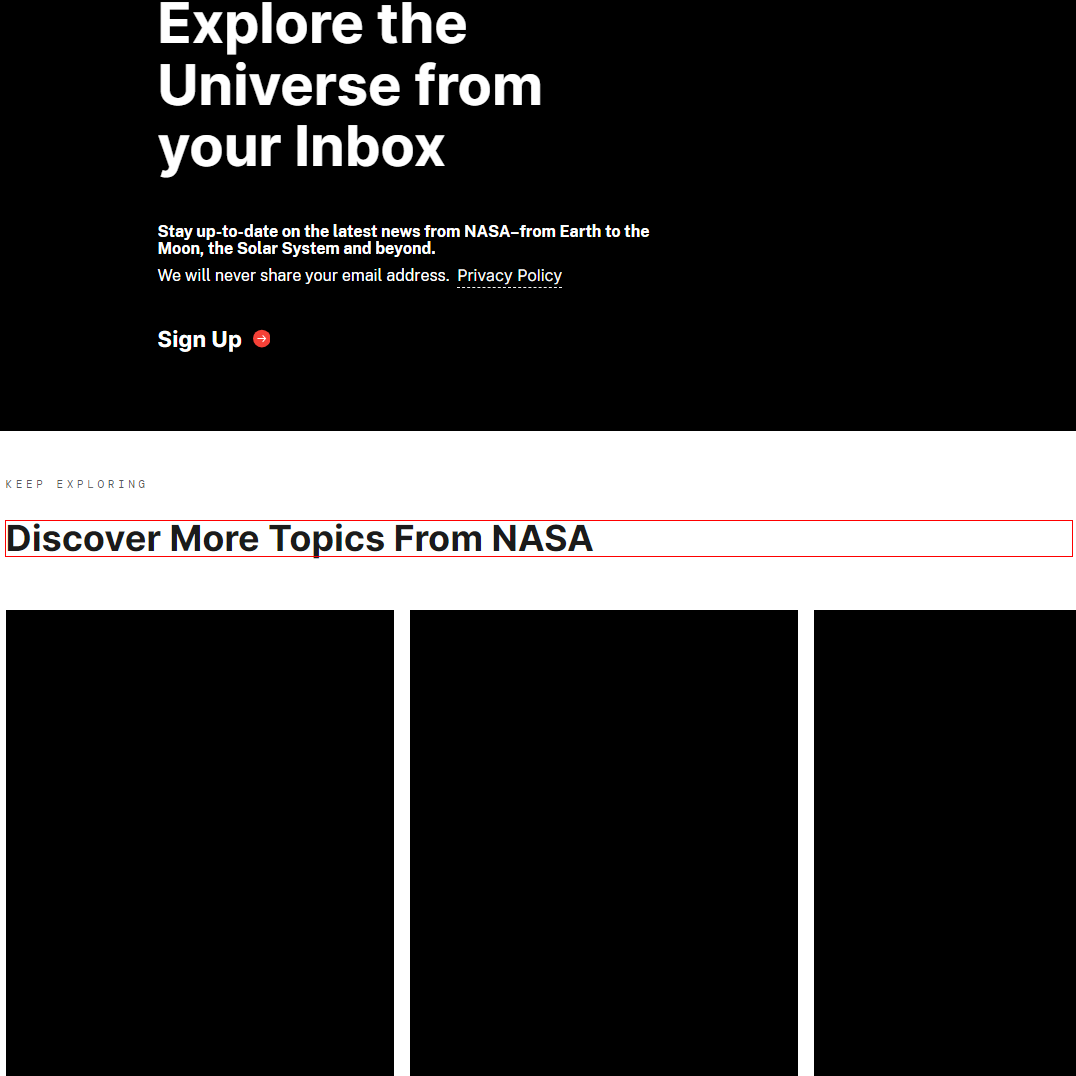 Explore the
Universe from
your Inbox
Stay up-to-date on the latest news from NASA–from Earth to the
Moon, the Solar System and beyond.
We will never share your email address. Privacy Policy
Sign Up
KEEP EXPLORING
Discover More Topics From NASA